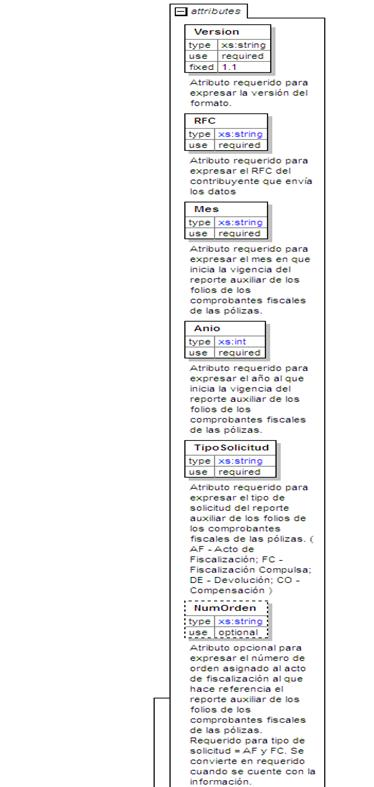 attributes
Version
type xs:string
use required
fixed 1.1
Atributo requerido para
expresar la versión del
formato.
RFC
type xs:string
use required
Atributo requerido para
expresar el RFC del
contribuyente que envía
los datos
Mes
type xs:string
use required
Atributo requerido para
expresar el mes en que
inicia la vigencia del
reporte auxiliar de los
folios de los
comprobantes fiscales
de las pólizas.
Anio
type xs:int
use required
Atributo requerido para
expresar el año al que
inicia la vigencia del
reporte auxiliar de los
folios de los
comprobantes fiscales
de las pólizas.
TipoSolicitud
type xs:string
use required
Atributo requerido para
expresar el tipo de
solicitud del reporte
auxiliar de los folios de
los comprobantes
fiscales de las pólizas. (
AF - Acto de
Fiscalización; FC -
Fiscalización Compulsa;
DE - Devolución; CO -
Compensación )
NumOrden
type xs:string
use optional
Atributo opcional para
expresar el número de
orden asignado al acto
de fiscalización al que
hace referencia el
reporte auxiliar de los
folios de los
comprobantes fiscales
de las pólizas.
Requerido para tipo de
solicitud = AF y FC. Se
convierte en requerido
cuando se cuente con la
información.